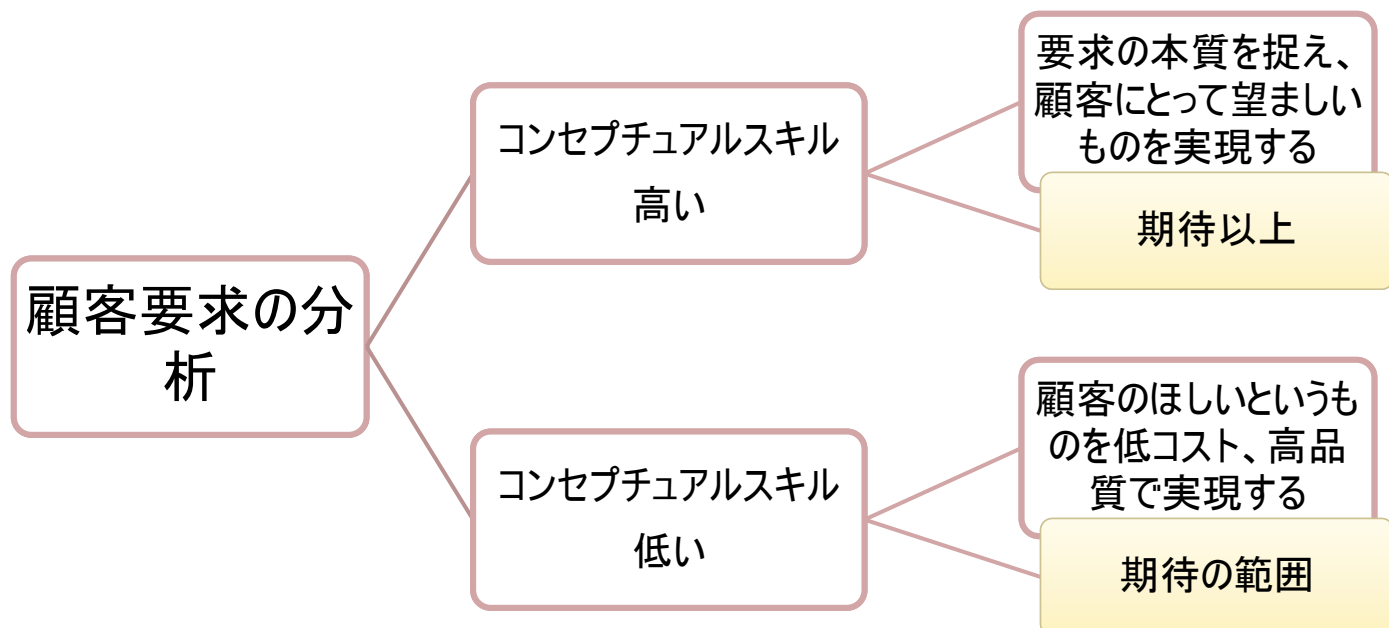 顧客要求の分
析
コンセプチュアルスキル
高い
要求の本質を捉え、
顧客にとって望ましい
ものを実現する
期待以上
コンセプチュアルスキル
低い
顧客のほしいというも
のを低コスト、高品
質で実現する
期待の範囲